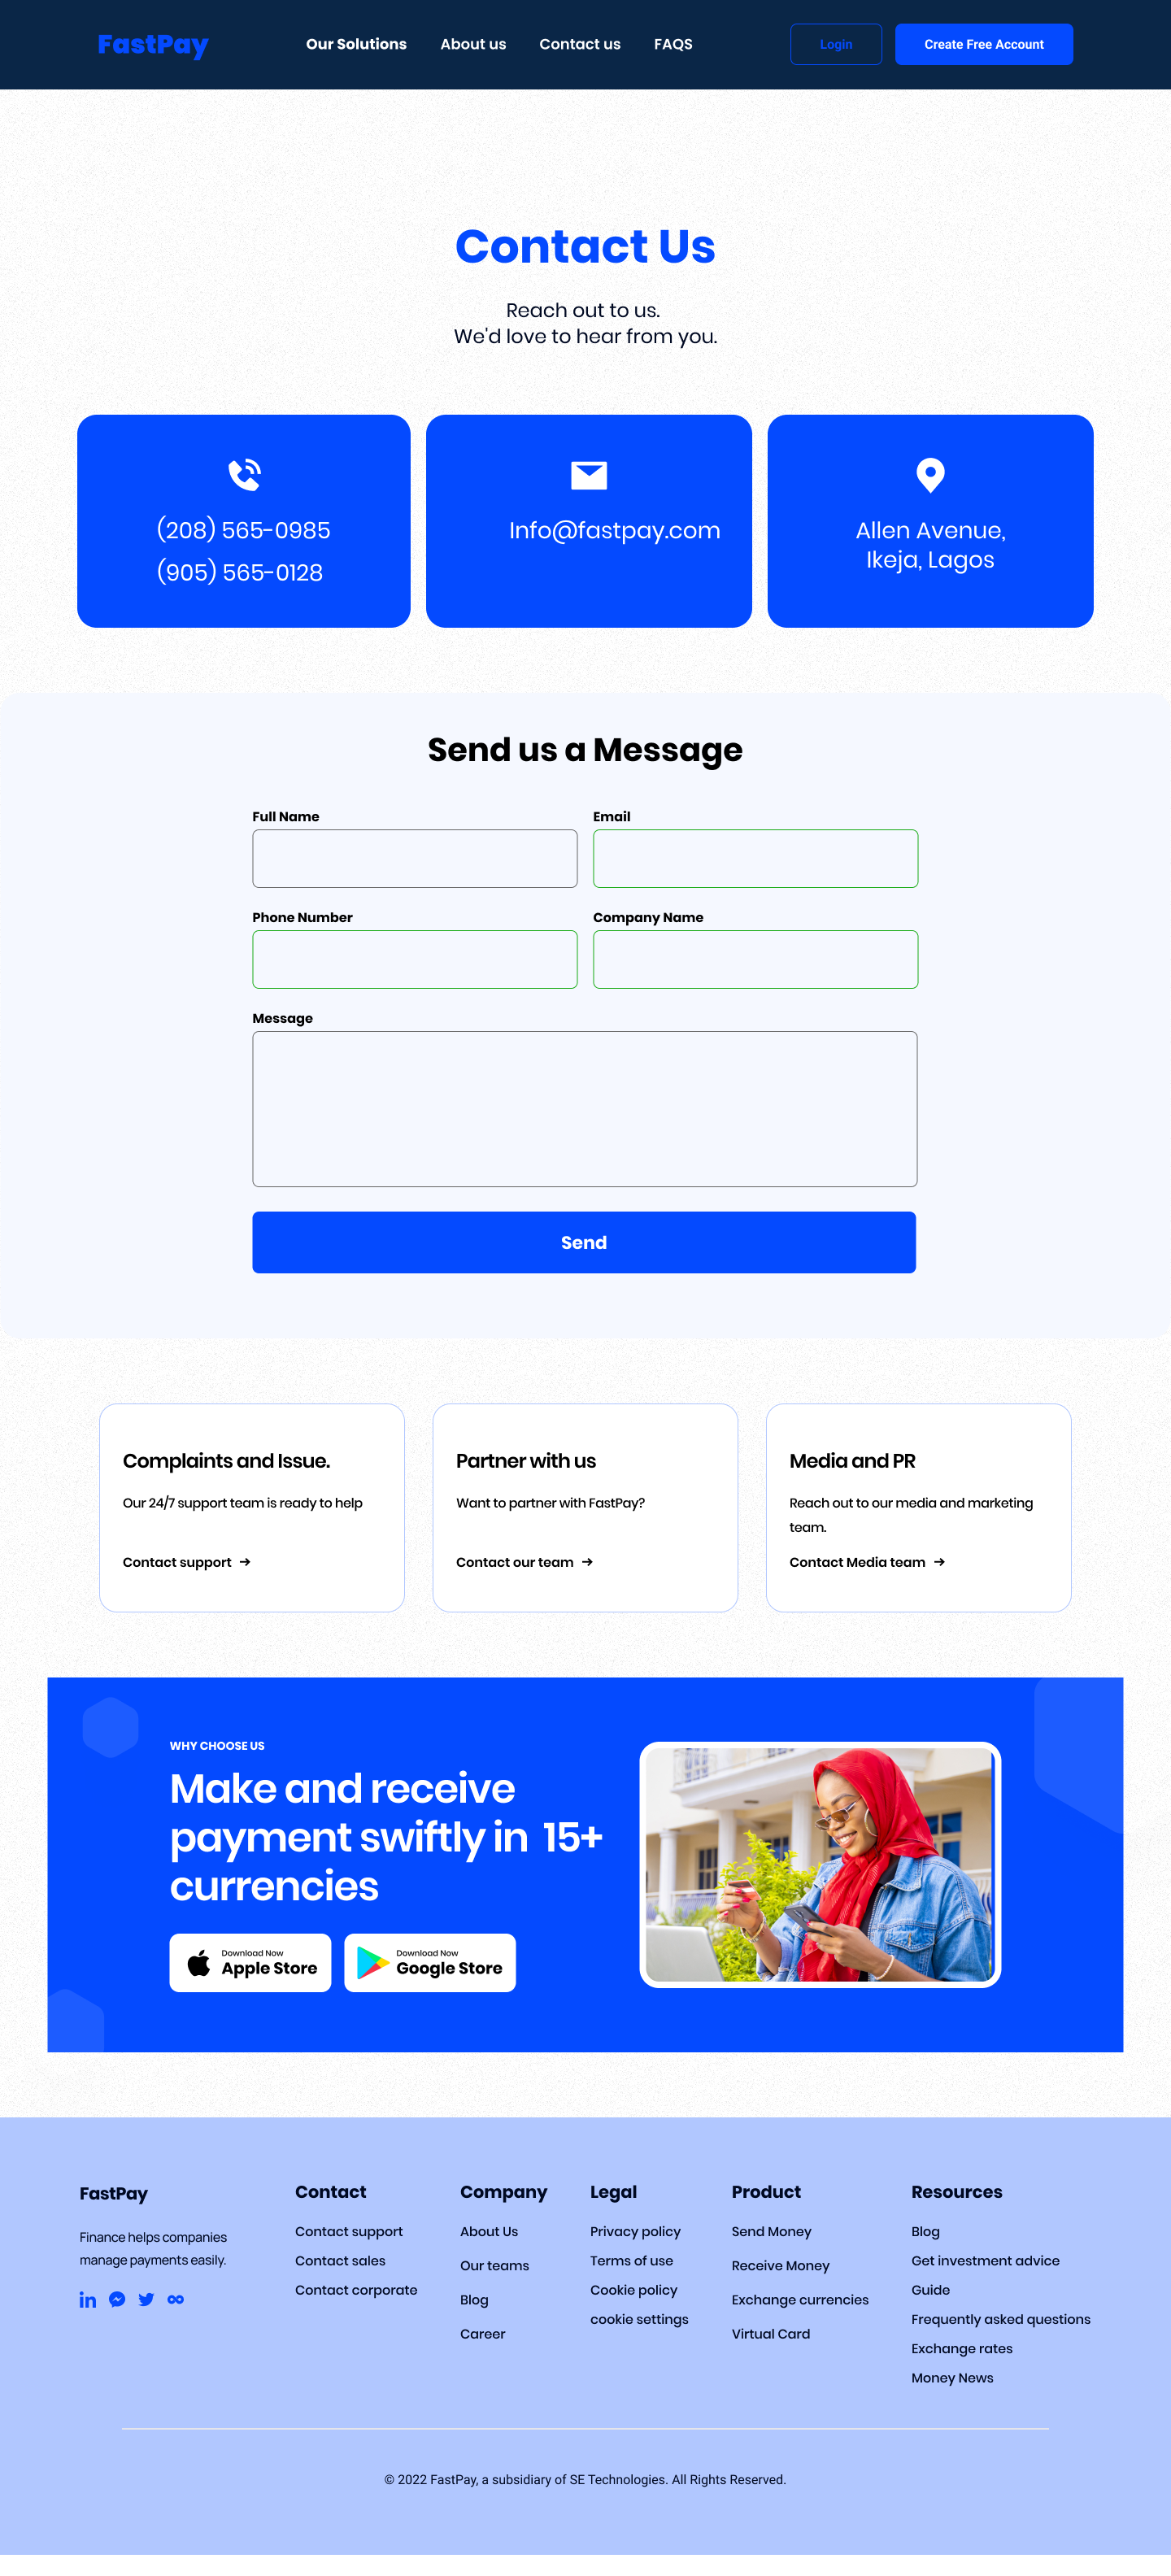 FastPay
Our Solutions
About us
Contact us
FAQS
Login
Create Free Account
Contact Us
Reach out to us.
We'd love to hear from you.
(208) 565-0985
(905) 565-0128
Info@fastpay.com
Allen Avenue,
Ikeja, Lagos
Send us a Message
Full Name
Email
Phone Number
Company Name
Message
Send
Complaints and Issue.
Our 24/7 support team is ready to help
Contact support →
Partner with us
Want to partner with FastPay?
Contact our team →
Media and PR
Reach out to our media and marketing
team.
Contact Media team →
WHY CHOOSE US
Make and receive
payment swiftly in 15+
currencies
Download Now
Apple Store
Download Now
Google Store
FastPay
Finance helps companies
manage payments easily.
Contact
Contact support
Contact sales
Contact corporate
Company
About Us
Our teams
Blog
Career
Legal
Privacy policy
Terms of use
Cookie policy
cookie settings
Product
Send Money
Receive Money
Exchange currencies
Virtual Card
Resources
Blog
Get investment advice
Guide
Frequently asked questions
Exchange rates
Money News
© 2022 FastPay, a subsidiary of SE Technologies. All Rights Reserved.